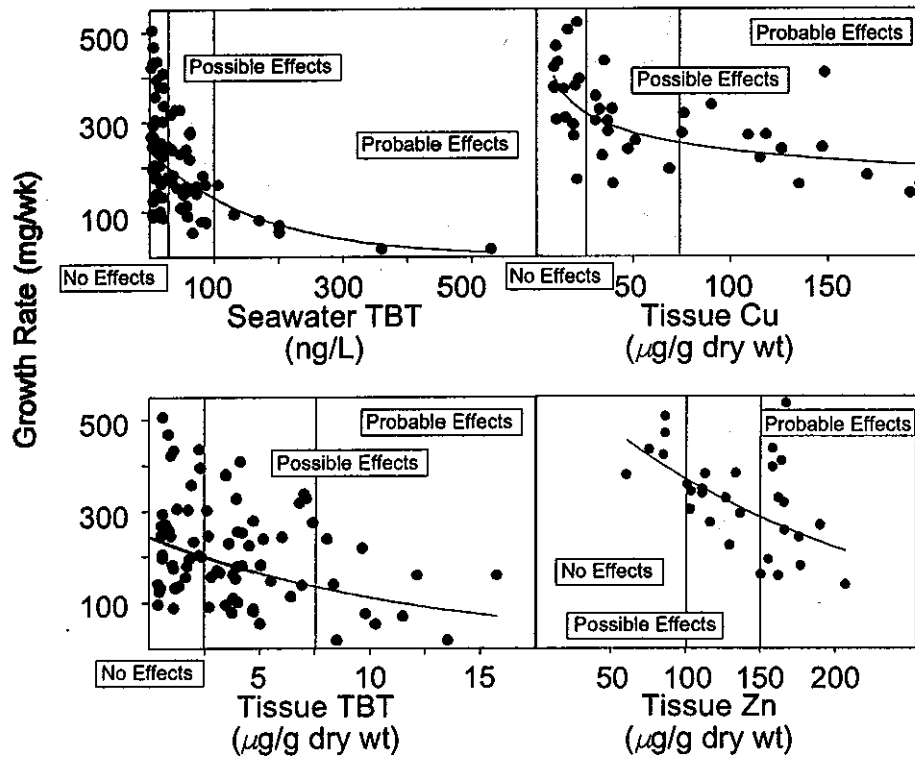 Growth Rate (mg/wk)
500
300
100
Possible Effects
Probable Effects
No Effects
100
300
500
Seawater TBT
(ng/L)
Probable Effects
Possible Effects
No Effects
50
100
150
Tissue Cu
(μg/g dry wt)
500
300
100
Probable Effects
Possible Effects
No Effects
5
10
15
Tissue TBT
(μg/g dry wt)
Probable Effects
No Effects
Possible Effects
50
100
150
200
Tissue Zn
(μg/g dry wt)